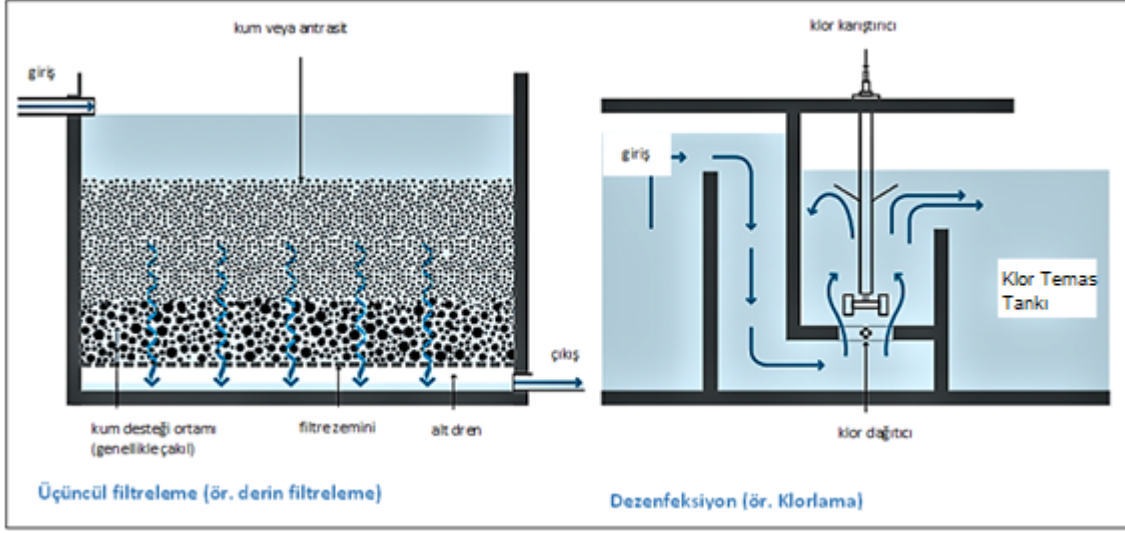 kum veya antrasit
giriş
kum desteği ortamı
(genellikle çakıl)
filtre zemini
alt dren
çıkış
Üçüncül filtreleme (ör. derin filtreleme)
klor karıştırıcı
giriş
Klor Temas
Tankı
klor dağıtıcı
Dezenfeksiyon (ör. Klorlama)